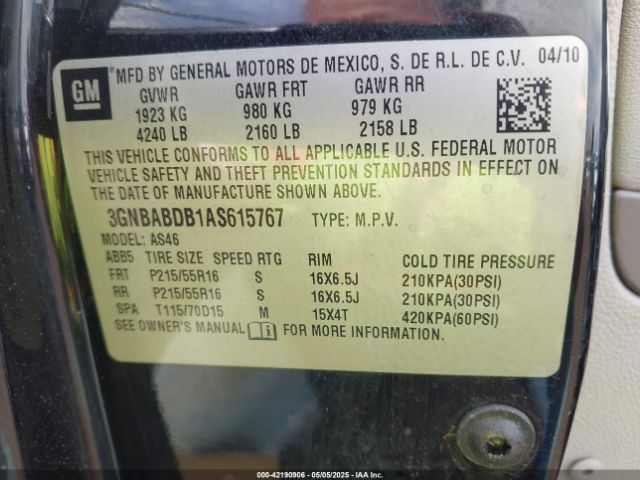 GM
MFD BY GENERAL MOTORS DE MEXICO, S. DE R.L. DE C.V. 04/10
GVWR GAWR FRT GAWR RR
1923 KG 980 KG 979 KG
4240 LB 2160 LB 2158 LB
THIS VEHICLE CONFORMS TO ALL APPLICABLE U.S. FEDERAL MOTOR
VEHICLE SAFETY AND THEFT PREVENTION STANDARDS IN EFFECT ON
THE DATE OF MANUFACTURE SHOWN ABOVE.
3GNBABDB1AS615767 TYPE: M.P.V.
MODEL: AS46
ABB5 TIRE SIZE SPEED RTG RIM COLD TIRE PRESSURE
FRT P215/55R16 S 16X6.5J 210KPA(30PSI)
RR P215/55R16 S 16X6.5J 210KPA(30PSI)
SPA T115/70D15 M 15X4T 420KPA(60PSI)
SEE OWNER'S MANUAL FOR MORE INFORMATION.
000-42190906 - 05/05/2025 - IAA Inc.